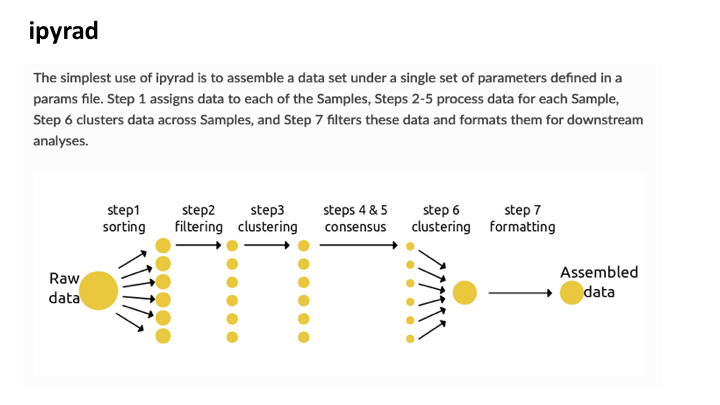 ipyrad
The simplest use of ipyrad is to assemble a data set under a single set of parameters defined in a
params file. Step 1 assigns data to each of the Samples, Steps 2-5 process data for each Sample,
Step 6 clusters data across Samples, and Step 7 filters these data and formats them for downstream
analyses.
step1 step2 step3 steps 4 & 5 step 6 step 7
sorting filtering clustering consensus clustering formatting
Raw
data
Assembled
data